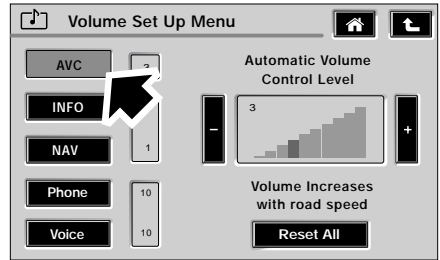 Volume Set Up Menu
AVC
3
INFO
NAV
1
Phone
10
Voice
10
Automatic Volume
Control Level
3
–
+
Volume Increases
with road speed
Reset All